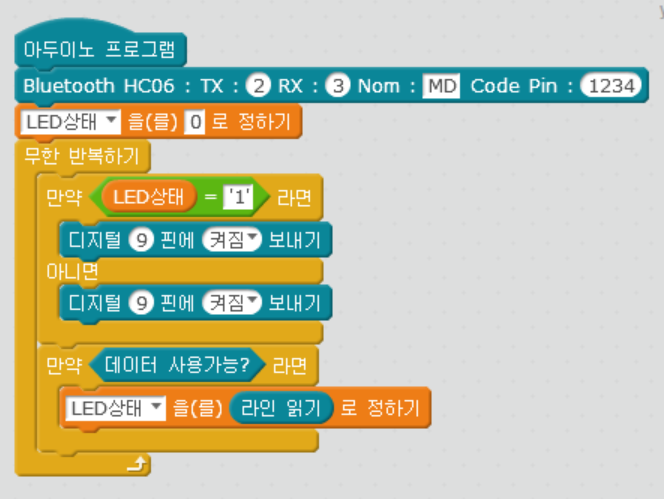 아두이노 프로그램
Bluetooth HC06 : TX : 2 RX : 3 Nom : MD Code Pin : 1234
LED상태 을(를) 0 로 정하기
무한 반복하기
만약 LED상태 = '1' 라면
디지털 9 핀에 켜짐 보내기
아니면
디지털 9 핀에 켜짐 보내기
만약 데이터 사용가능? 라면
LED상태 을(를) 라인 읽기 로 정하기